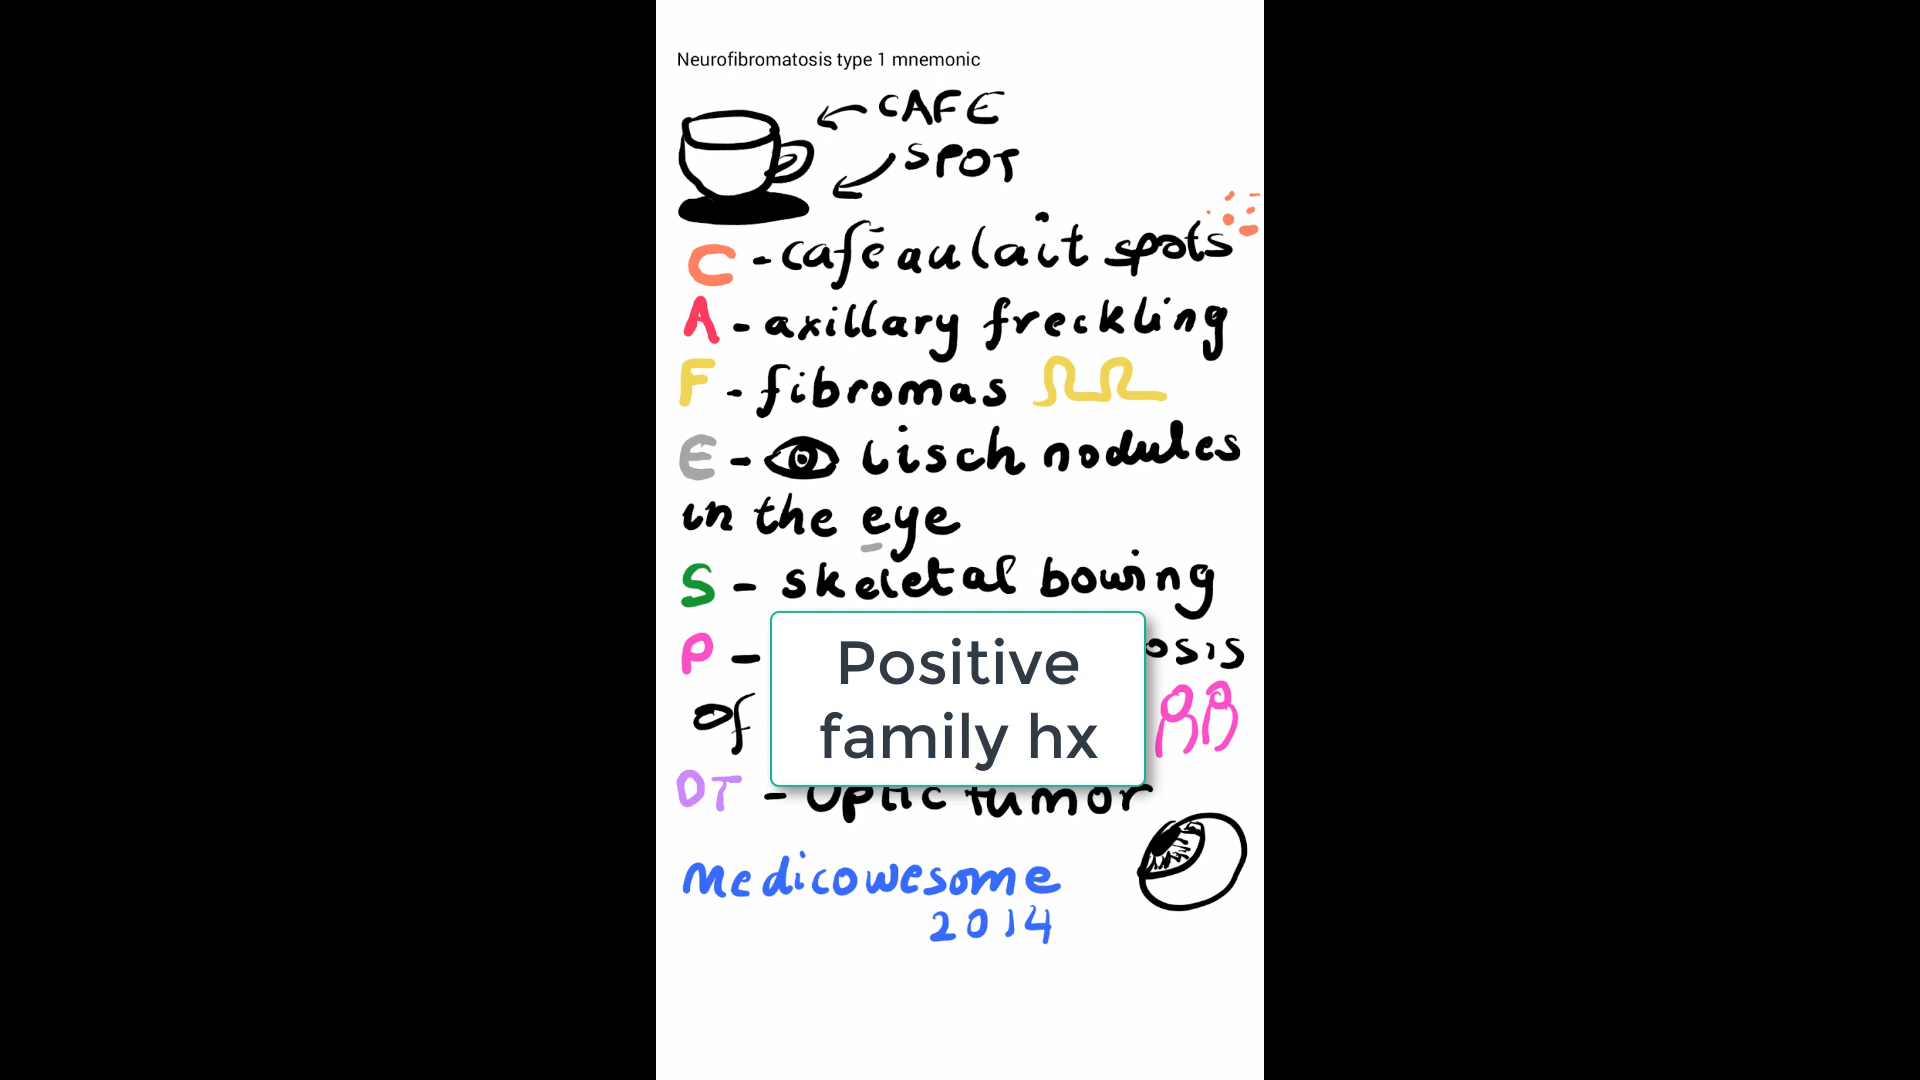 Neurofibromatosis type 1 mnemonic
CAFE
SPOT
C - café au lait spots
A - axillary freckling
F - fibromas
E - lisch nodules
in the eye
S - skeletal bowing
P -
of
Positive
family hx
OT - optic tumor
Medicowesome
2014